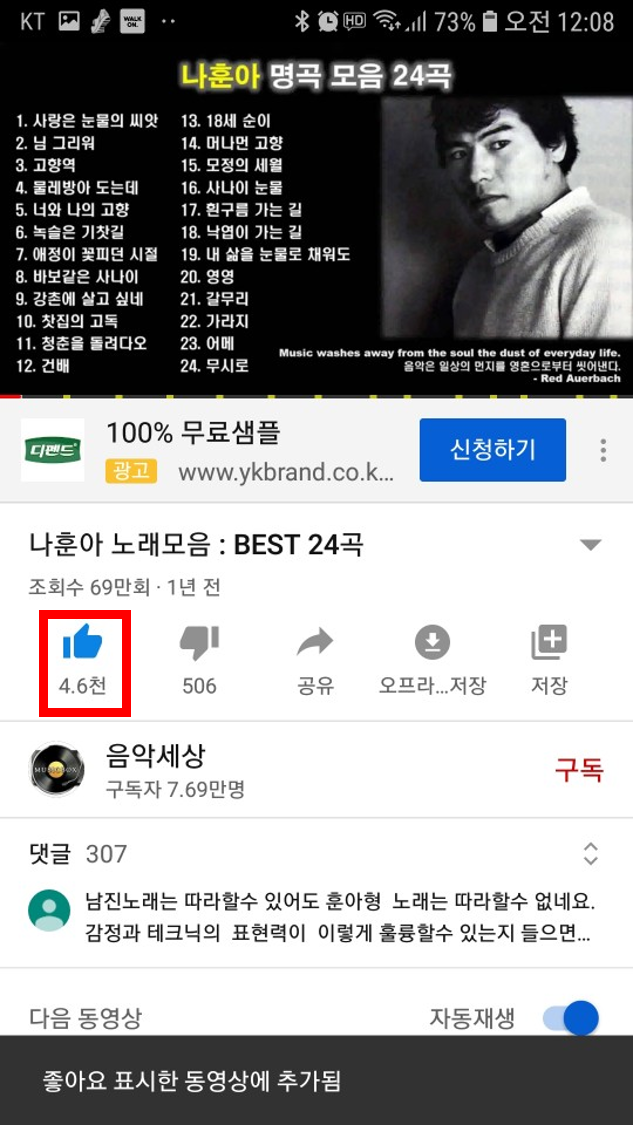 KT WALK ON. HD 73% 오전 12:08
나훈아 명곡 모음 24곡
1. 사랑은 눈물의 씨앗
2. 님 그리워
3. 고향역
4. 물레방아 도는데
5. 너와 나의 고향
6. 녹슬은 기찻길
7. 애정이 꽃피던 시절
8. 바보같은 사나이
9. 강촌에 살고 싶네
10. 찻집의 고독
11. 청춘을 돌려다오
12. 건배
13. 18세 순이
14. 머나먼 고향
15. 모정의 세월
16. 사나이 눈물
17. 흰구름 가는 길
18. 낙엽이 가는 길
19. 내 삶을 눈물로 채워도
20. 영영
21. 갈무리
22. 가라지
23. 어메
24. 무시로
Music washes away from the soul the dust of everyday life.
음악은 일상의 먼지를 영혼으로부터 씻어낸다.
- Red Auerbach
디펜드
100% 무료샘플
광고 www.ykbrand.co.k...
신청하기
나훈아 노래모음 : BEST 24곡
조회수 69만회 · 1년 전
4.6천 506 공유 오프라...저장 저장
MUSICBOX
음악세상
구독자 7.69만명
구독
댓글 307
남진노래는 따라할수 있어도 훈아형 노래는 따라할수 없네요.
감정과 테크닉의 표현력이 이렇게 훌륭할수 있는지 들으면...
다음 동영상 자동재생
좋아요 표시한 동영상에 추가됨